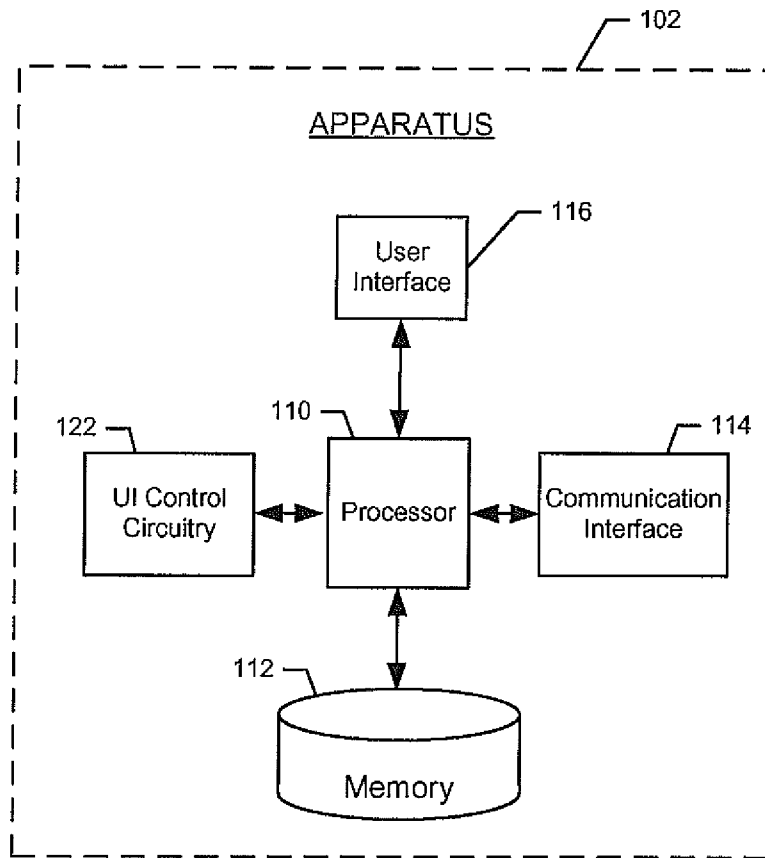 102
APPARATUS
116
User
Interface
110
122
114
UI Control
Circuitry
Processor
Communication
Interface
112
Memory